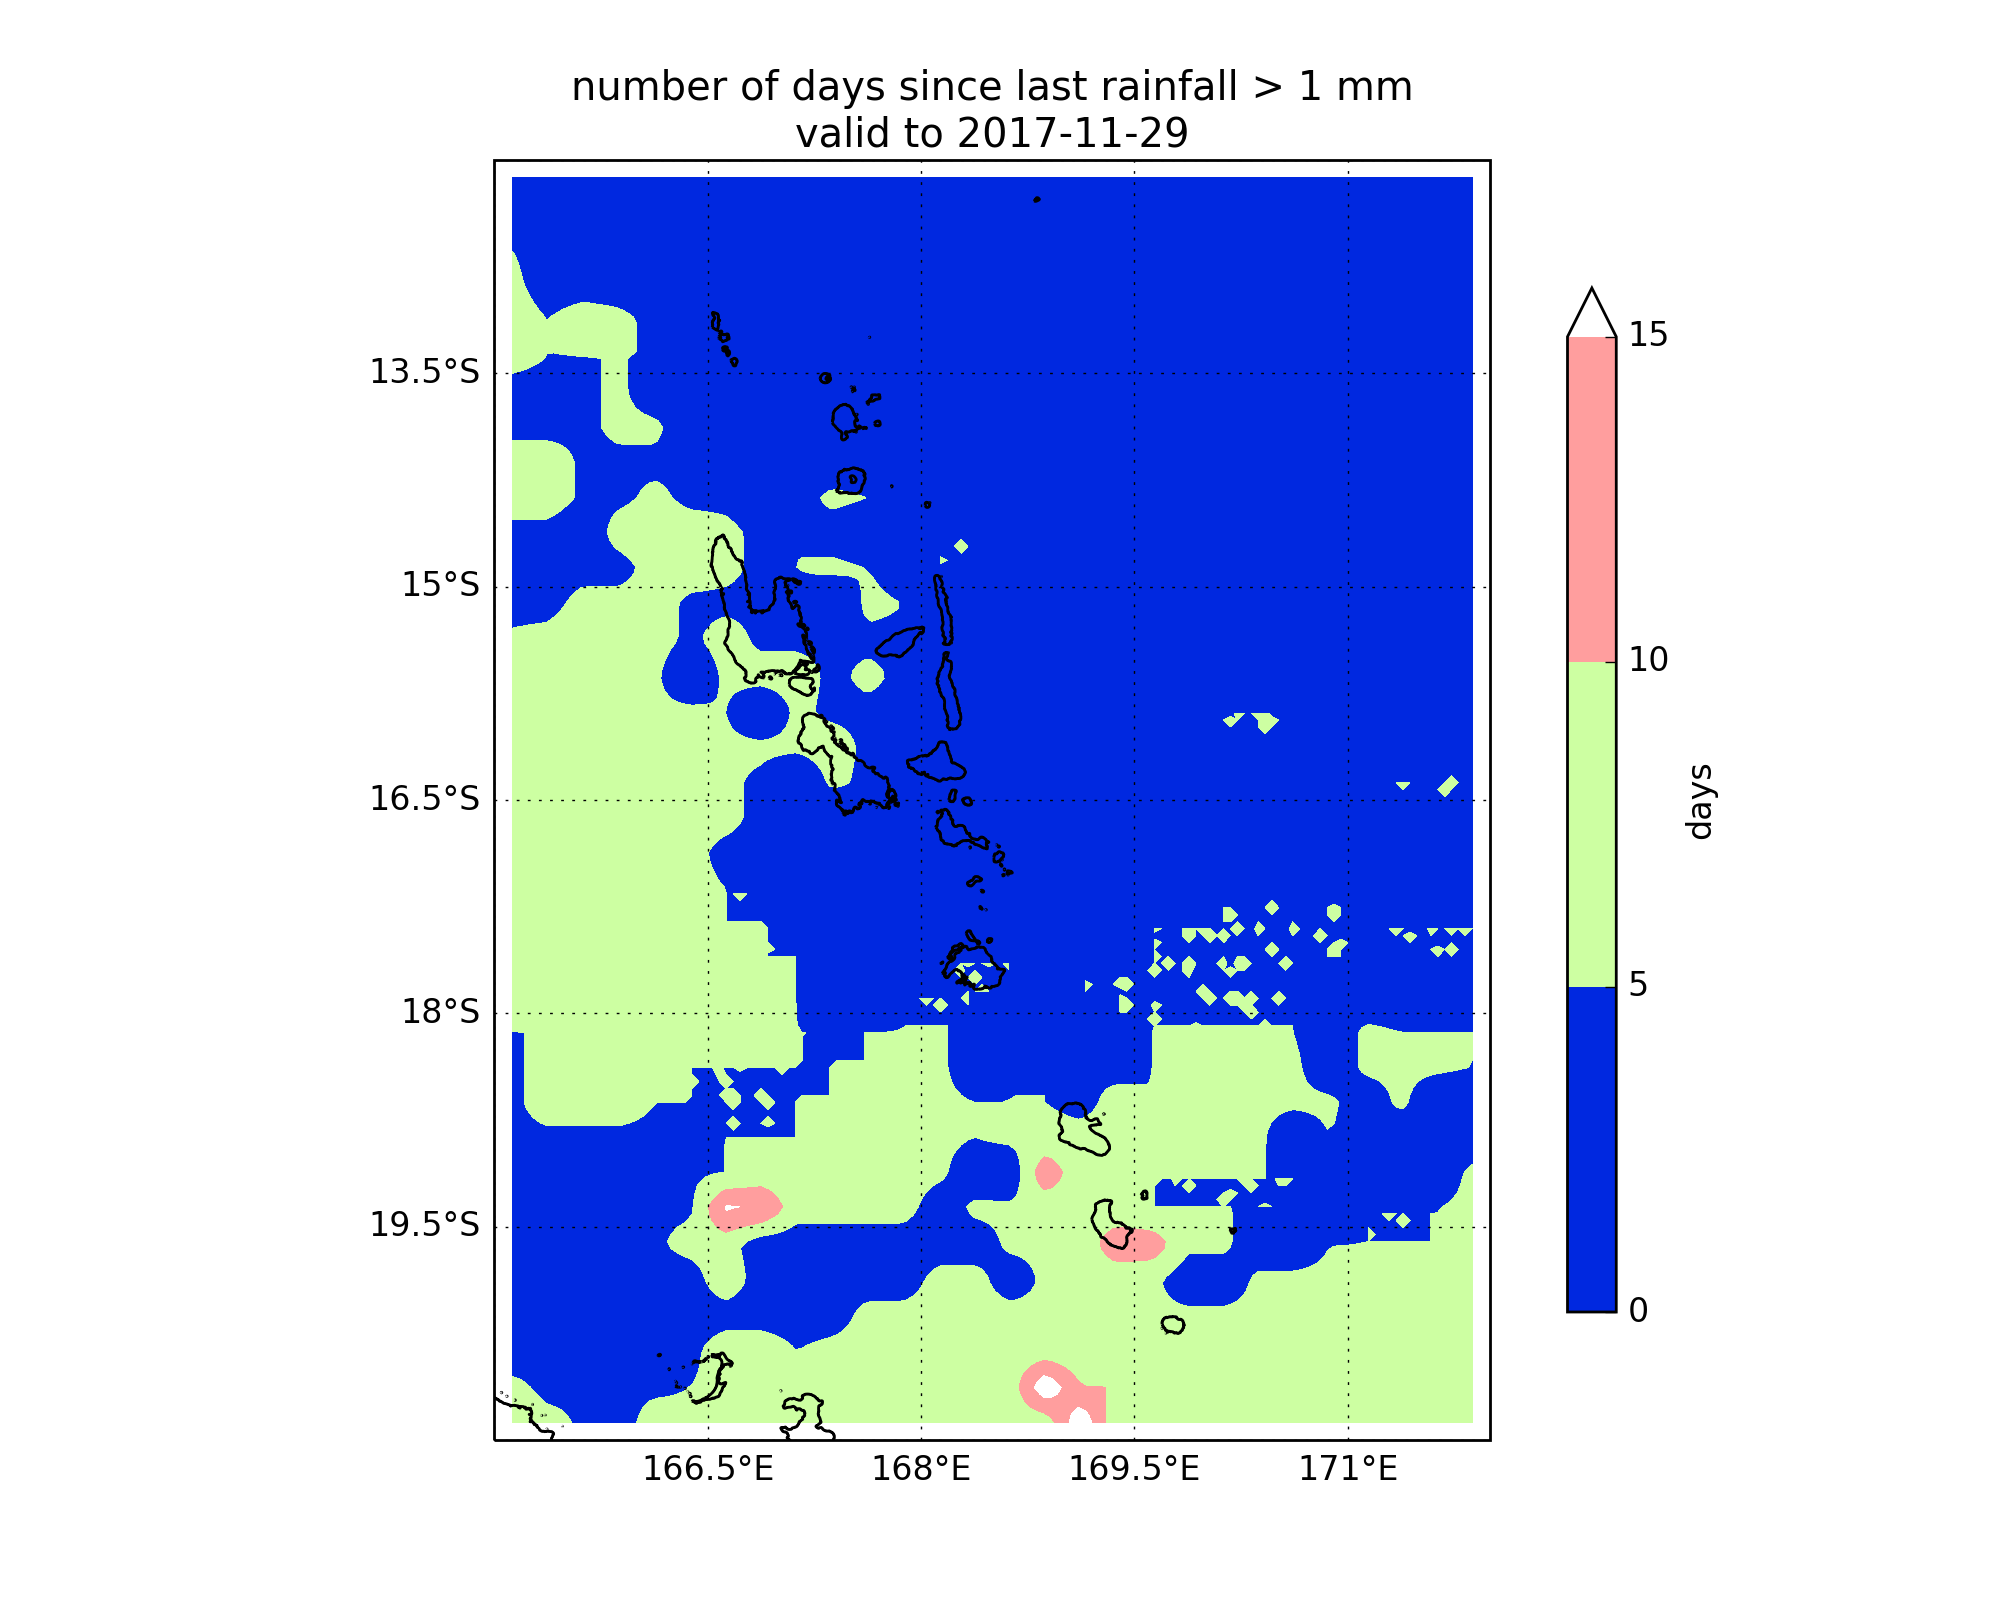 number of days since last rainfall > 1 mm
valid to 2017-11-29
13.5°S
15°S
16.5°S
18°S
19.5°S
166.5°E
168°E
169.5°E
171°E
15
10
5
0
days